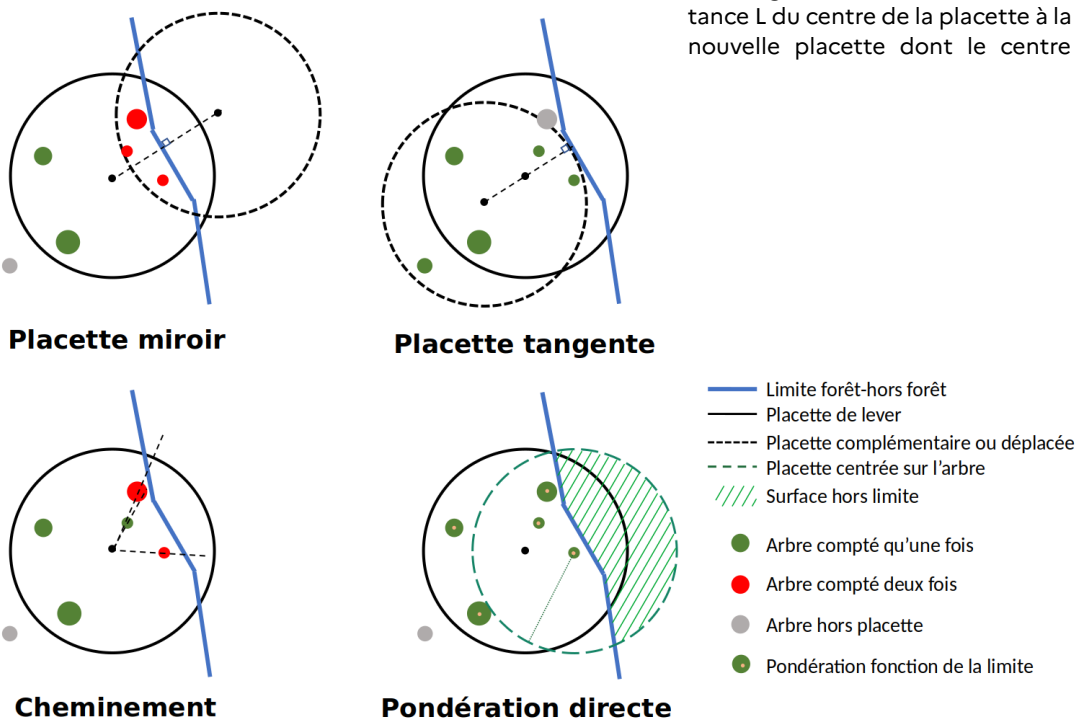 tance L du centre de la placette à la
nouvelle placette dont le centre
Placette miroir
Placette tangente
Cheminement
Pondération directe
Limite forêt-hors forêt
Placette de lever
Placette complémentaire ou déplacée
Placette centrée sur l'arbre
Surface hors limite
Arbre compté qu'une fois
Arbre compté deux fois
Arbre hors placette
Pondération fonction de la limite